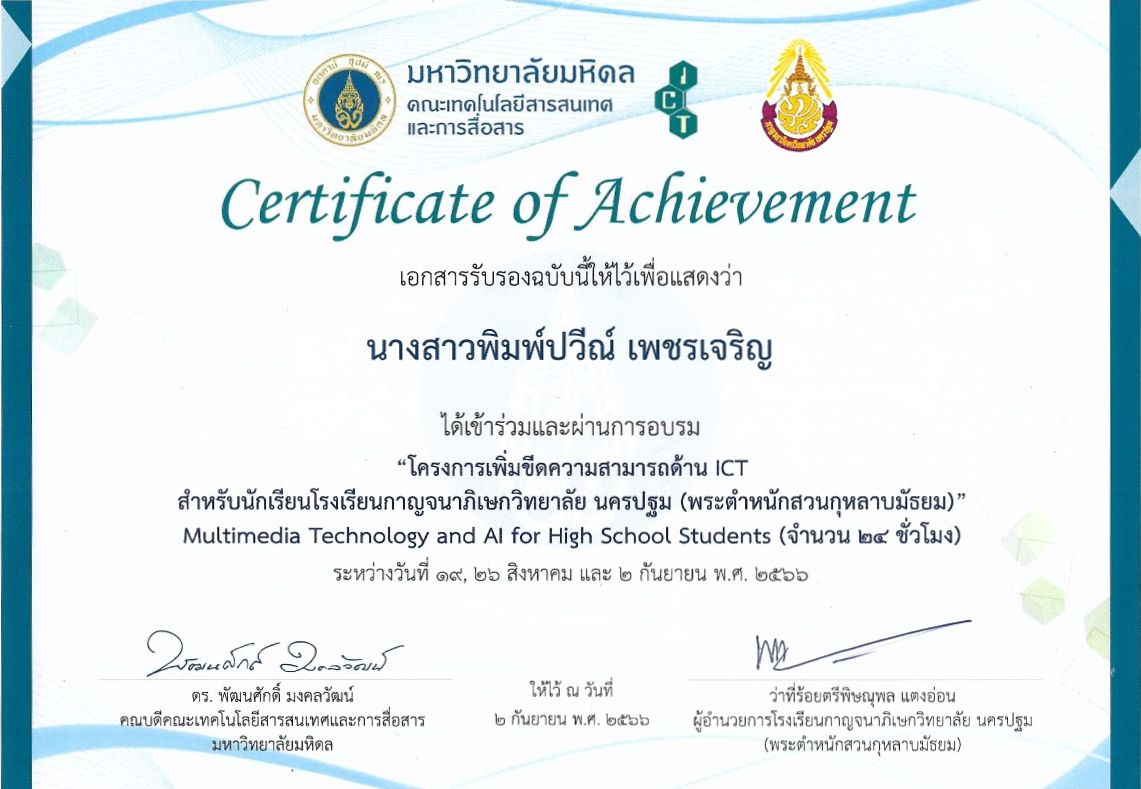 มหาวิทยาลัยมหิดล
คณะเทคโนโลยีสารสนเทศ
และการสื่อสาร
ICT
Certificate of Achievement
เอกสารรับรองฉบับนี้ให้ไว้เพื่อแสดงว่า
นางสาวพิมพ์ปวีณ์ เพชรเจริญ
ได้เข้าร่วมและผ่านการอบรม
“โครงการเพิ่มขีดความสามารถด้าน ICT
สำหรับนักเรียนโรงเรียนกาญจนาภิเษกวิทยาลัย นครปฐม (พระตำหนักสวนกุหลาบมัธยม)”
Multimedia Technology and AI for High School Students (จำนวน ๒๔ ชั่วโมง)
ระหว่างวันที่ ๑๙, ๒๖ สิงหาคม และ ๒ กันยายน พ.ศ. ๒๕๖๖
ดร. พัฒนศักดิ์ มงคลวัฒน์
คณบดีคณะเทคโนโลยีสารสนเทศและการสื่อสาร
มหาวิทยาลัยมหิดล
ให้ไว้ ณ วันที่
๒ กันยายน พ.ศ. ๒๕๖๖
ว่าที่ร้อยตรีพิษณุพล แตงอ่อน
ผู้อำนวยการโรงเรียนกาญจนาภิเษกวิทยาลัย นครปฐม
(พระตำหนักสวนกุหลาบมัธยม)